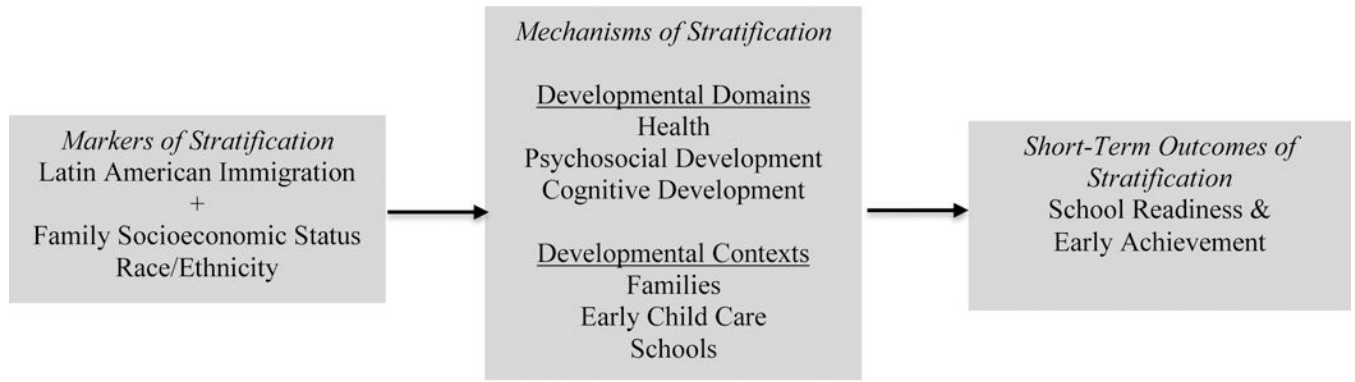 Markers of Stratification
Latin American Immigration
+
Family Socioeconomic Status
Race/Ethnicity
Mechanisms of Stratification
Developmental Domains
Health
Psychosocial Development
Cognitive Development
Developmental Contexts
Families
Early Child Care
Schools
Short-Term Outcomes of
Stratification
School Readiness &
Early Achievement